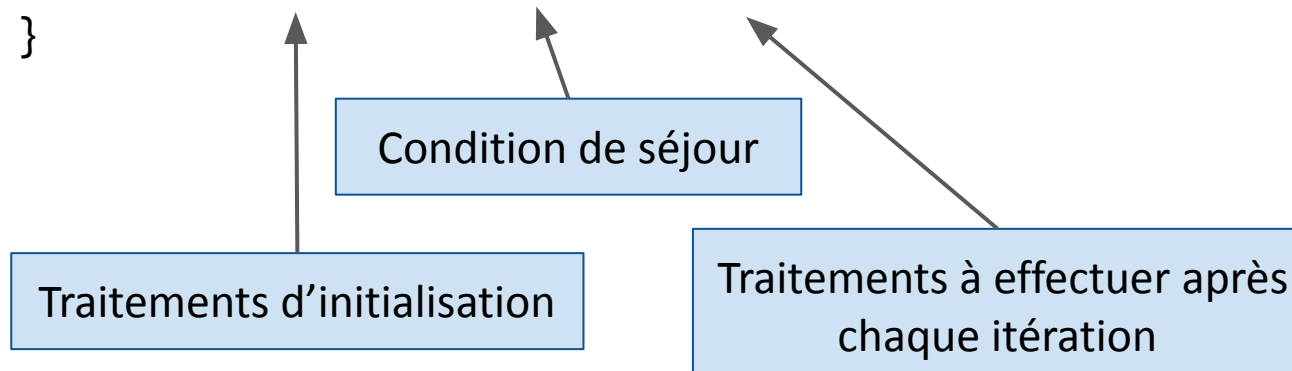 }
Condition de séjour
Traitements d’initialisation
Traitements à effectuer après
chaque itération